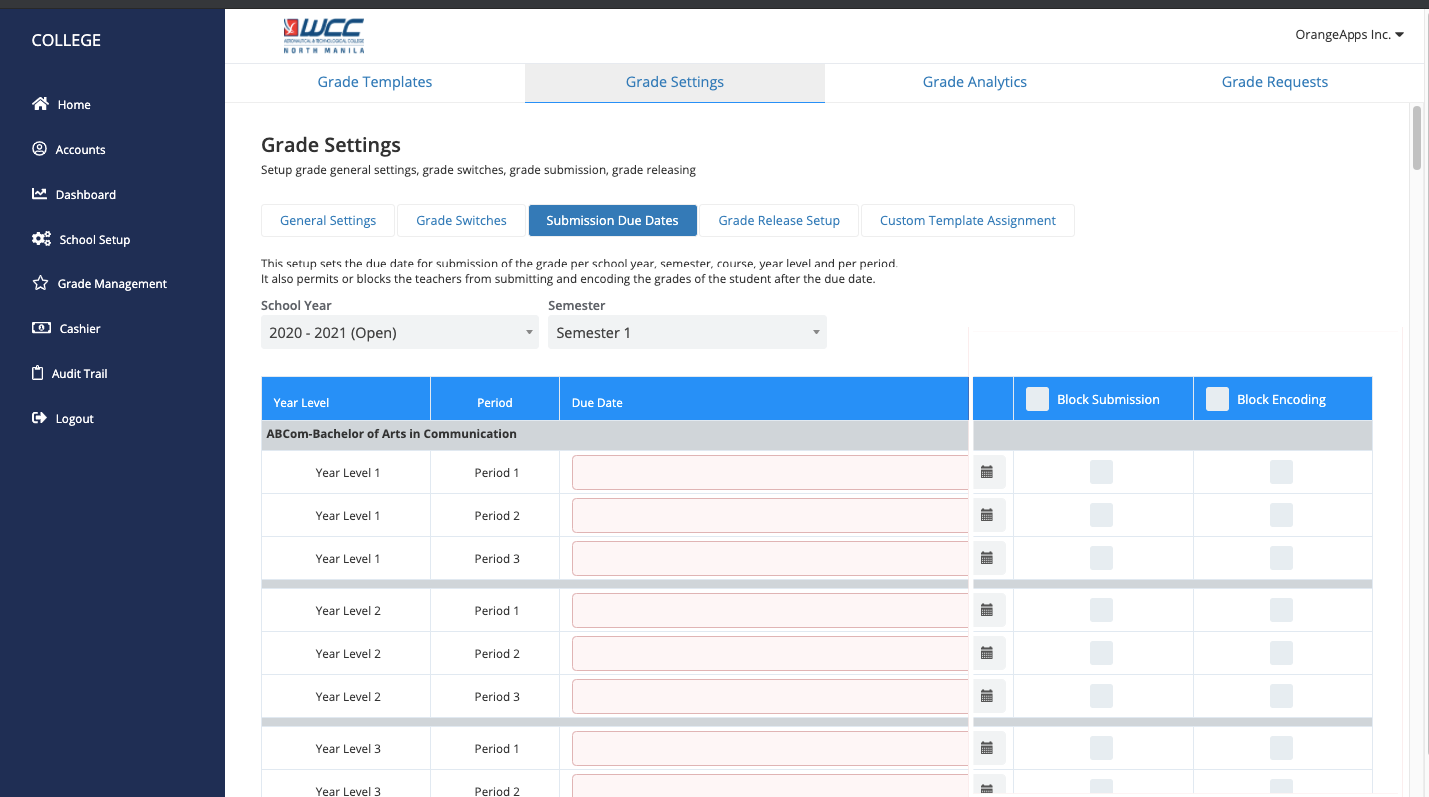 COLLEGE
WCC
AERONAUTICAL & TECHNOLOGICAL COLLEGE
NORTH MANILA
OrangeApps Inc.
Home
Accounts
Dashboard
School Setup
Grade Management
Cashier
Audit Trail
Logout
Grade Templates
Grade Settings
Grade Analytics
Grade Requests
Grade Settings
Setup grade general settings, grade switches, grade submission, grade releasing
General Settings
Grade Switches
Submission Due Dates
Grade Release Setup
Custom Template Assignment
This setup sets the due date for submission of the grade per school year, semester, course, year level and per period.
It also permits or blocks the teachers from submitting and encoding the grades of the student after the due date.
School Year
Semester
2020 - 2021 (Open)
Semester 1
Year Level Period Due Date Block Submission Block Encoding
ABCom-Bachelor of Arts in Communication
Year Level 1 Period 1
Year Level 1 Period 2
Year Level 1 Period 3
Year Level 2 Period 1
Year Level 2 Period 2
Year Level 2 Period 3
Year Level 3 Period 1
Year Level 3 Period 2